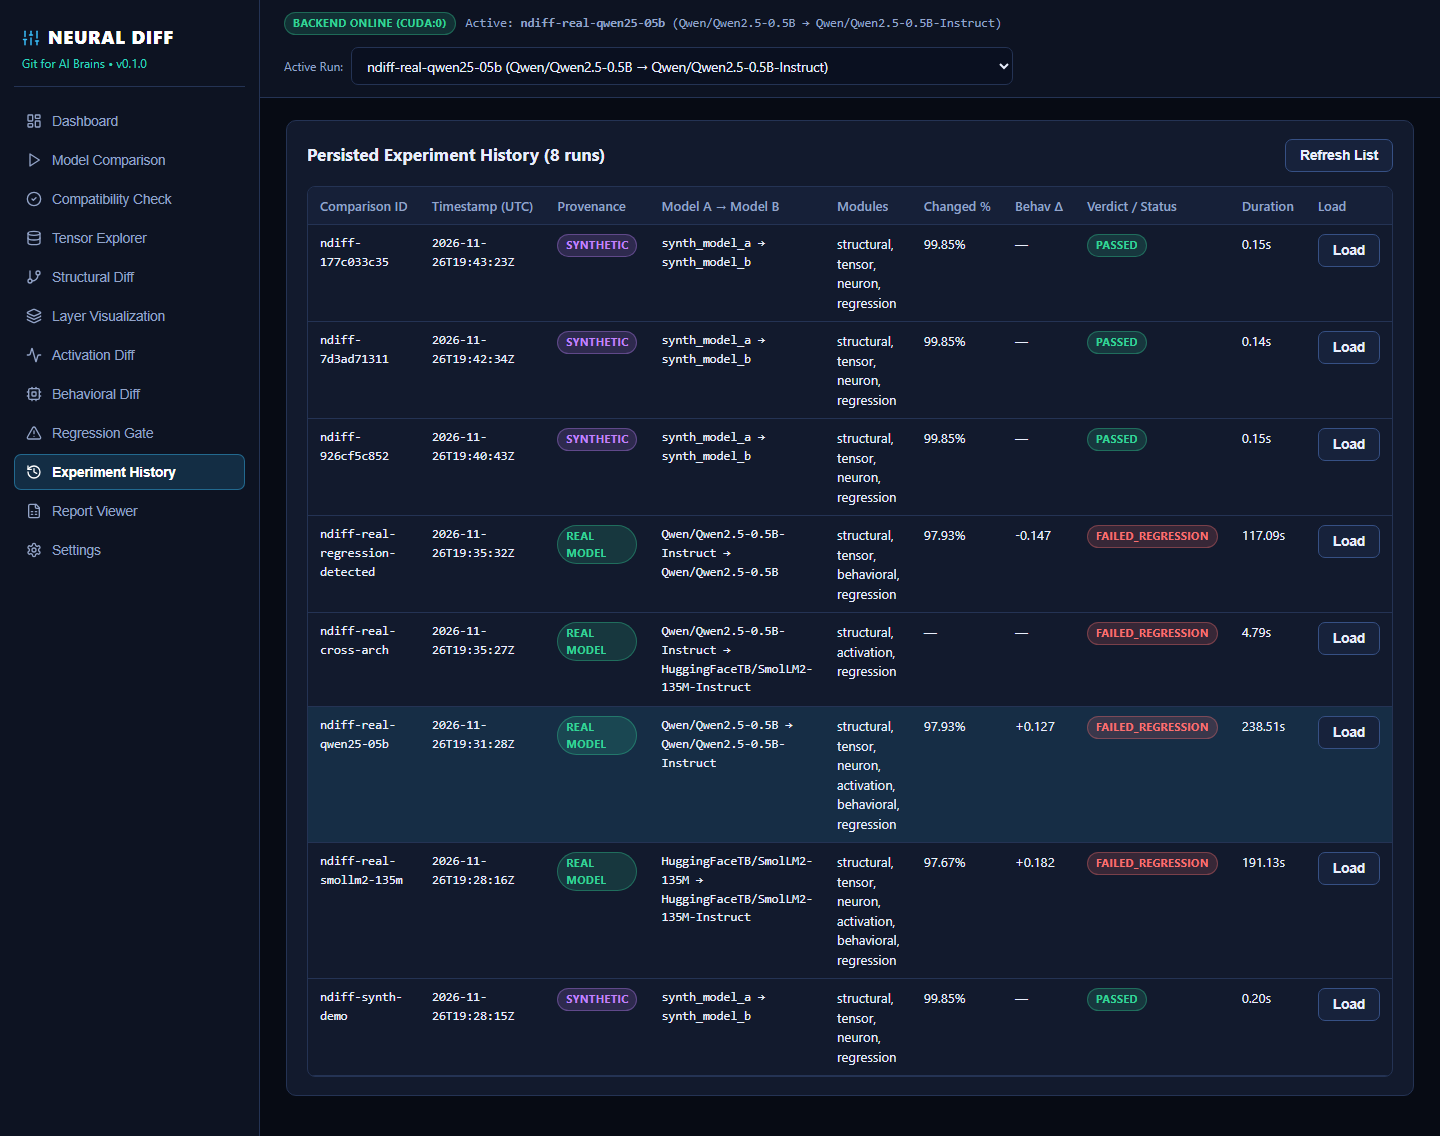 NEURAL DIFF
Git for AI Brains • v0.1.0
Dashboard
Model Comparison
Compatibility Check
Tensor Explorer
Structural Diff
Layer Visualization
Activation Diff
Behavioral Diff
Regression Gate
Experiment History
Report Viewer
Settings
BACKEND ONLINE (CUDA:0) Active: ndiff-real-qwen25-05b (Qwen/Qwen2.5-0.5B → Qwen/Qwen2.5-0.5B-Instruct)
Active Run: ndiff-real-qwen25-05b (Qwen/Qwen2.5-0.5B → Qwen/Qwen2.5-0.5B-Instruct)
Persisted Experiment History (8 runs) Refresh List
Comparison ID Timestamp (UTC) Provenance Model A → Model B Modules Changed % Behav Δ Verdict / Status Duration Load
ndiff- 2026-11- SYNTHETIC synth_model_a → structural, 99.85% — PASSED 0.15s Load
177c033c35 26T19:43:23Z synth_model_b tensor,
neuron,
regression
ndiff- 2026-11- SYNTHETIC synth_model_a → structural, 99.85% — PASSED 0.14s Load
7d3ad71311 26T19:42:34Z synth_model_b tensor,
neuron,
regression
ndiff- 2026-11- SYNTHETIC synth_model_a → structural, 99.85% — PASSED 0.15s Load
926cf5c852 26T19:40:43Z synth_model_b tensor,
neuron,
regression
ndiff-real- 2026-11- REAL Qwen/Qwen2.5-0.5B- structural, 97.93% -0.147 FAILED_REGRESSION 117.09s Load
regression- 26T19:35:32Z MODEL Instruct → tensor,
detected Qwen/Qwen2.5-0.5B behavioral,
regression
ndiff-real- 2026-11- REAL Qwen/Qwen2.5-0.5B- structural, — — FAILED_REGRESSION 4.79s Load
cross-arch 26T19:35:27Z MODEL Instruct → activation,
HuggingFaceTB/SmolLM2- regression
135M-Instruct
ndiff-real- 2026-11- REAL Qwen/Qwen2.5-0.5B → structural, 97.93% +0.127 FAILED_REGRESSION 238.51s Load
qwen25-05b 26T19:31:28Z MODEL Qwen/Qwen2.5-0.5B- tensor,
Instruct neuron,
activation,
behavioral,
regression
ndiff-real- 2026-11- REAL HuggingFaceTB/SmolLM2- structural, 97.67% +0.182 FAILED_REGRESSION 191.13s Load
smollm2-135m 26T19:28:16Z MODEL 135M → tensor,
HuggingFaceTB/SmolLM2- neuron,
135M-Instruct activation,
behavioral,
regression
ndiff-synth- 2026-11- SYNTHETIC synth_model_a → structural, 99.85% — PASSED 0.20s Load
demo 26T19:28:15Z synth_model_b tensor,
neuron,
regression